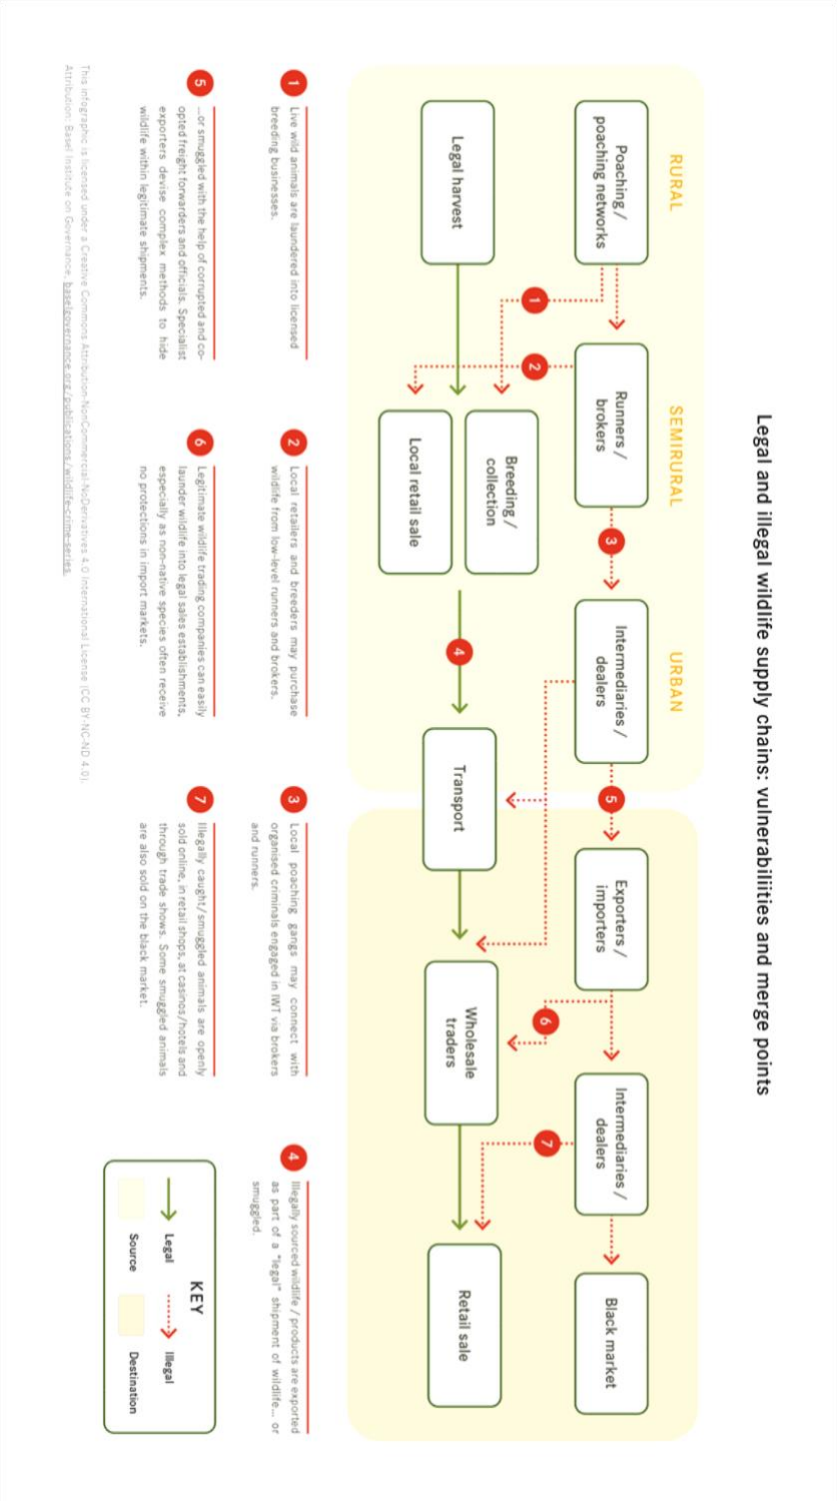 Legal and illegal wildlife supply chains: vulnerabiliities and merge points
RURAL
SEMIRURAL
URBAN
Poaching /
poaching networks
Runners /
brokers
Intermediaries /
dealers
Exporters /
importers
Intermediaries /
dealers
Black market
Legal harvest
Breeding /
collection
Local retail sale
Transport
Wholesale
traders
Retail sale
1
2
3
4
5
6
7
1
Live wild animals are laundered into licensed
breeding businesses.
2
Local retailers and breeders may purchase
wildlife from low-level runners and brokers.
3
Local poaching gangs may connect with
organised criminals engaged in IWT via brokers
and runners.
4
Illegally sourced wildlife / products are exported
as part of a "legal" shipment of wildlife... or
smuggled.
5
...or smuggled with the help of corrupted and co-
opted freight forwarders and officials. Specialist
exporters devise complex methods to hide
wildlife within legitimate shipments.
6
Legitimate wildlife trading companies can easily
launder wildlife into legal sales establishments,
especially as non-native species often receive
no protections in import markets.
7
Illegally caught/smuggled animals are openly
sold online, in retail shops, at casinos/hotels and
through trade shows. Some smuggled animals
are also sold on the black market.
KEY
Legal
Illegal
Source
Destination
This infographic is licensed under a Creative Commons Attribution-NonCommercial-NoDerivatives 4.0 International License (CC BY-NC-ND 4.0).
Attribution: Basel Institute on Governance, baselgovernance.org/publications/wildlife-crime-series.